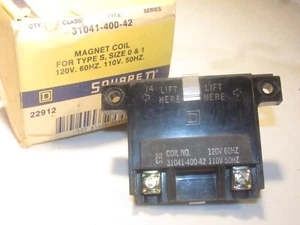 QTY. CLASS TYPE SERIES
31041-400-42
MAGNET COIL
FOR TYPE S, SIZE 0 & 1
120V. 60HZ. 110V. 50HZ.
SQUARE D
22912
D
LIFT HERE
LIFT HERE
COIL NO. 120V 60HZ
31041-400-42 110V 50HZ